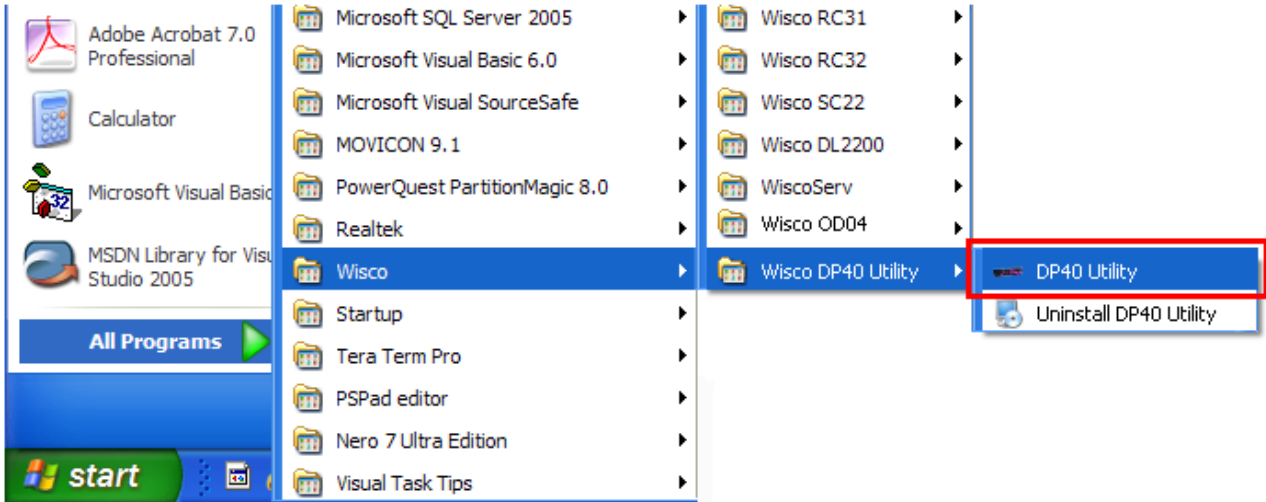 Adobe Acrobat 7.0
Professional
Calculator
Microsoft Visual Basic
MSDN Library for Visu
Studio 2005
All Programs
start
Microsoft SQL Server 2005
Microsoft Visual Basic 6.0
Microsoft Visual SourceSafe
MOVICON 9.1
PowerQuest PartitionMagic 8.0
Realtek
Wisco
Startup
Tera Term Pro
PSPad editor
Nero 7 Ultra Edition
Visual Task Tips
Wisco RC31
Wisco RC32
Wisco SC22
Wisco DL2200
WiscoServ
Wisco OD04
Wisco DP40 Utility
DP40 Utility
Uninstall DP40 Utility